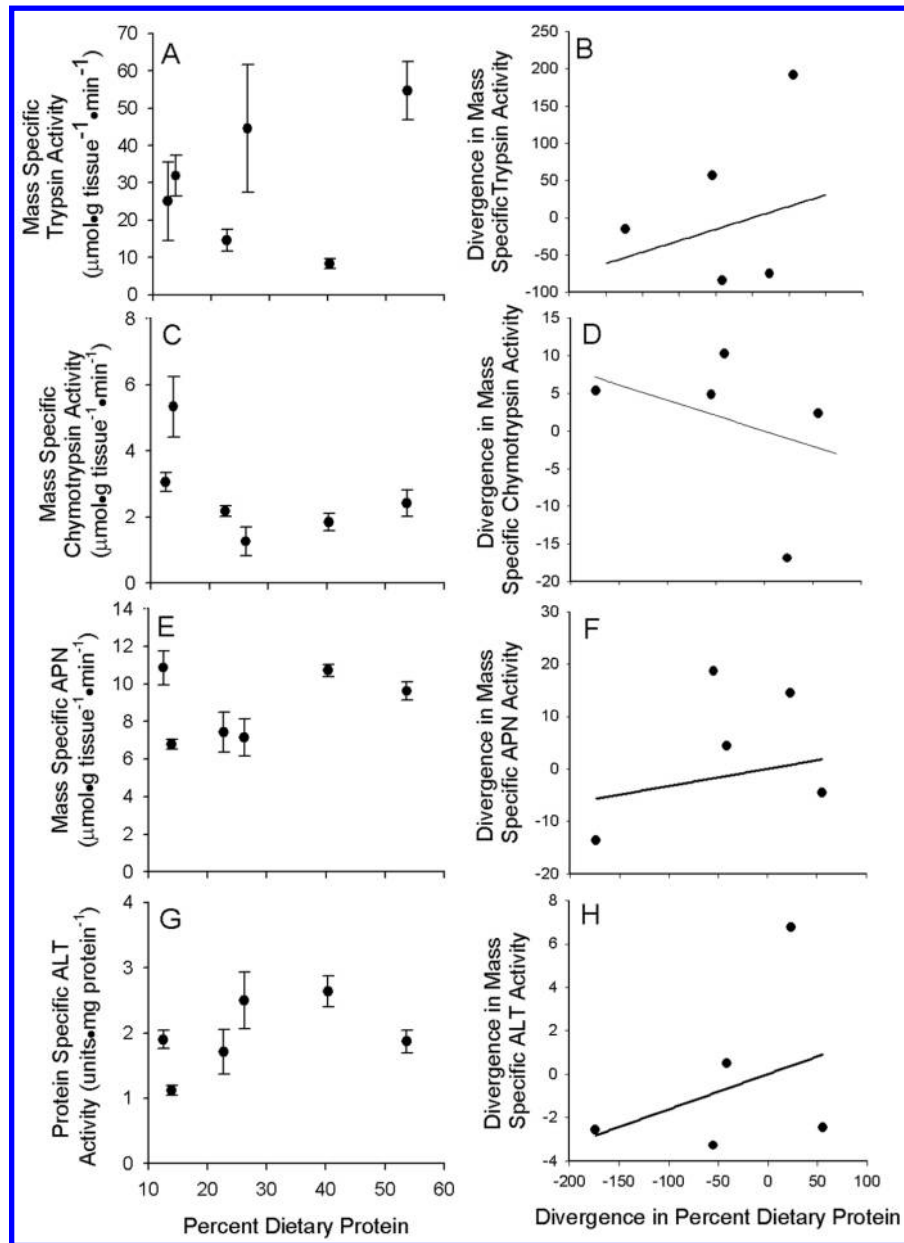 A
Mass Specific
Trypsin Activity
(μmol•g tissue⁻¹•min⁻¹)
70
60
50
40
30
20
10
0
B
Divergence in Mass
SpecificTrypsin Activity
250
200
150
100
50
0
-50
-100
C
Mass Specific
Chymotrypsin Activity
(μmol•g tissue⁻¹•min⁻¹)
8
6
4
2
0
D
Divergence in Mass
Specific Chymotrypsin Activity
15
10
5
0
-5
-10
-15
-20
E
Mass Specific APN
(μmol•g tissue⁻¹•min⁻¹)
14
12
10
8
6
4
2
0
F
Divergence in Mass
Specific APN Activity
30
20
10
0
-10
-20
G
Protein Specific ALT
Activity (units•mg protein⁻¹)
4
3
2
1
0
10 20 30 40 50 60
Percent Dietary Protein
H
Divergence in Mass
Specific ALT Activity
8
6
4
2
0
-2
-4
-200 -150 -100 -50 0 50 100
Divergence in Percent Dietary Protein